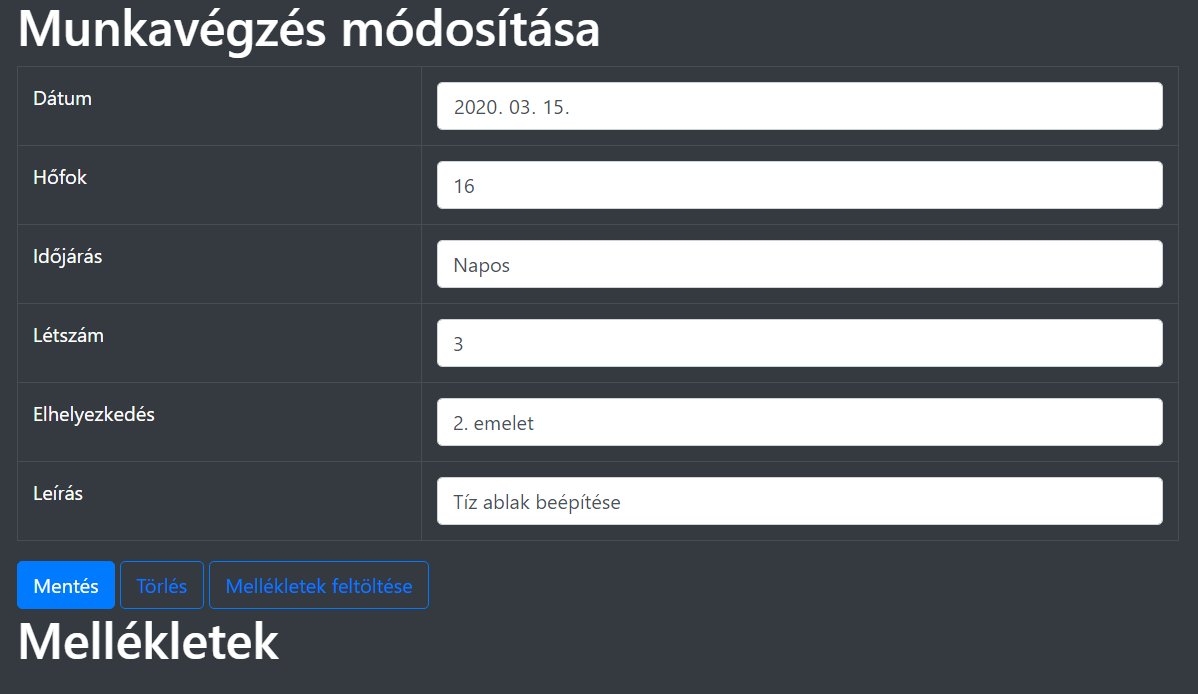 Munkavégzés módosítása
Dátum
2020. 03. 15.
Hőfok
16
Időjárás
Napos
Létszám
3
Elhelyezkedés
2. emelet
Leírás
Tíz ablak beépítése
Mentés Törlés Mellékletek feltöltése
Mellékletek